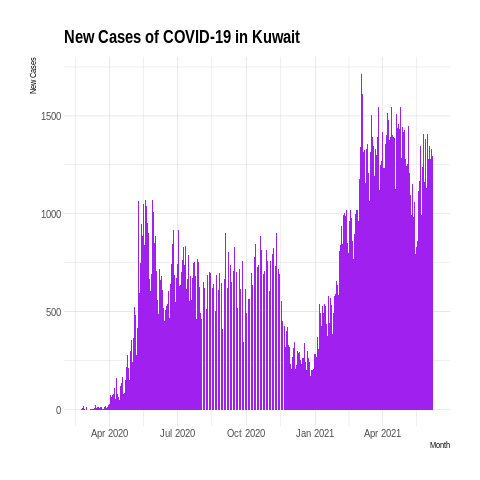 New Cases of COVID-19 in Kuwait
New Cases
1500
1000
500
0
Apr 2020 Jul 2020 Oct 2020 Jan 2021 Apr 2021
Month